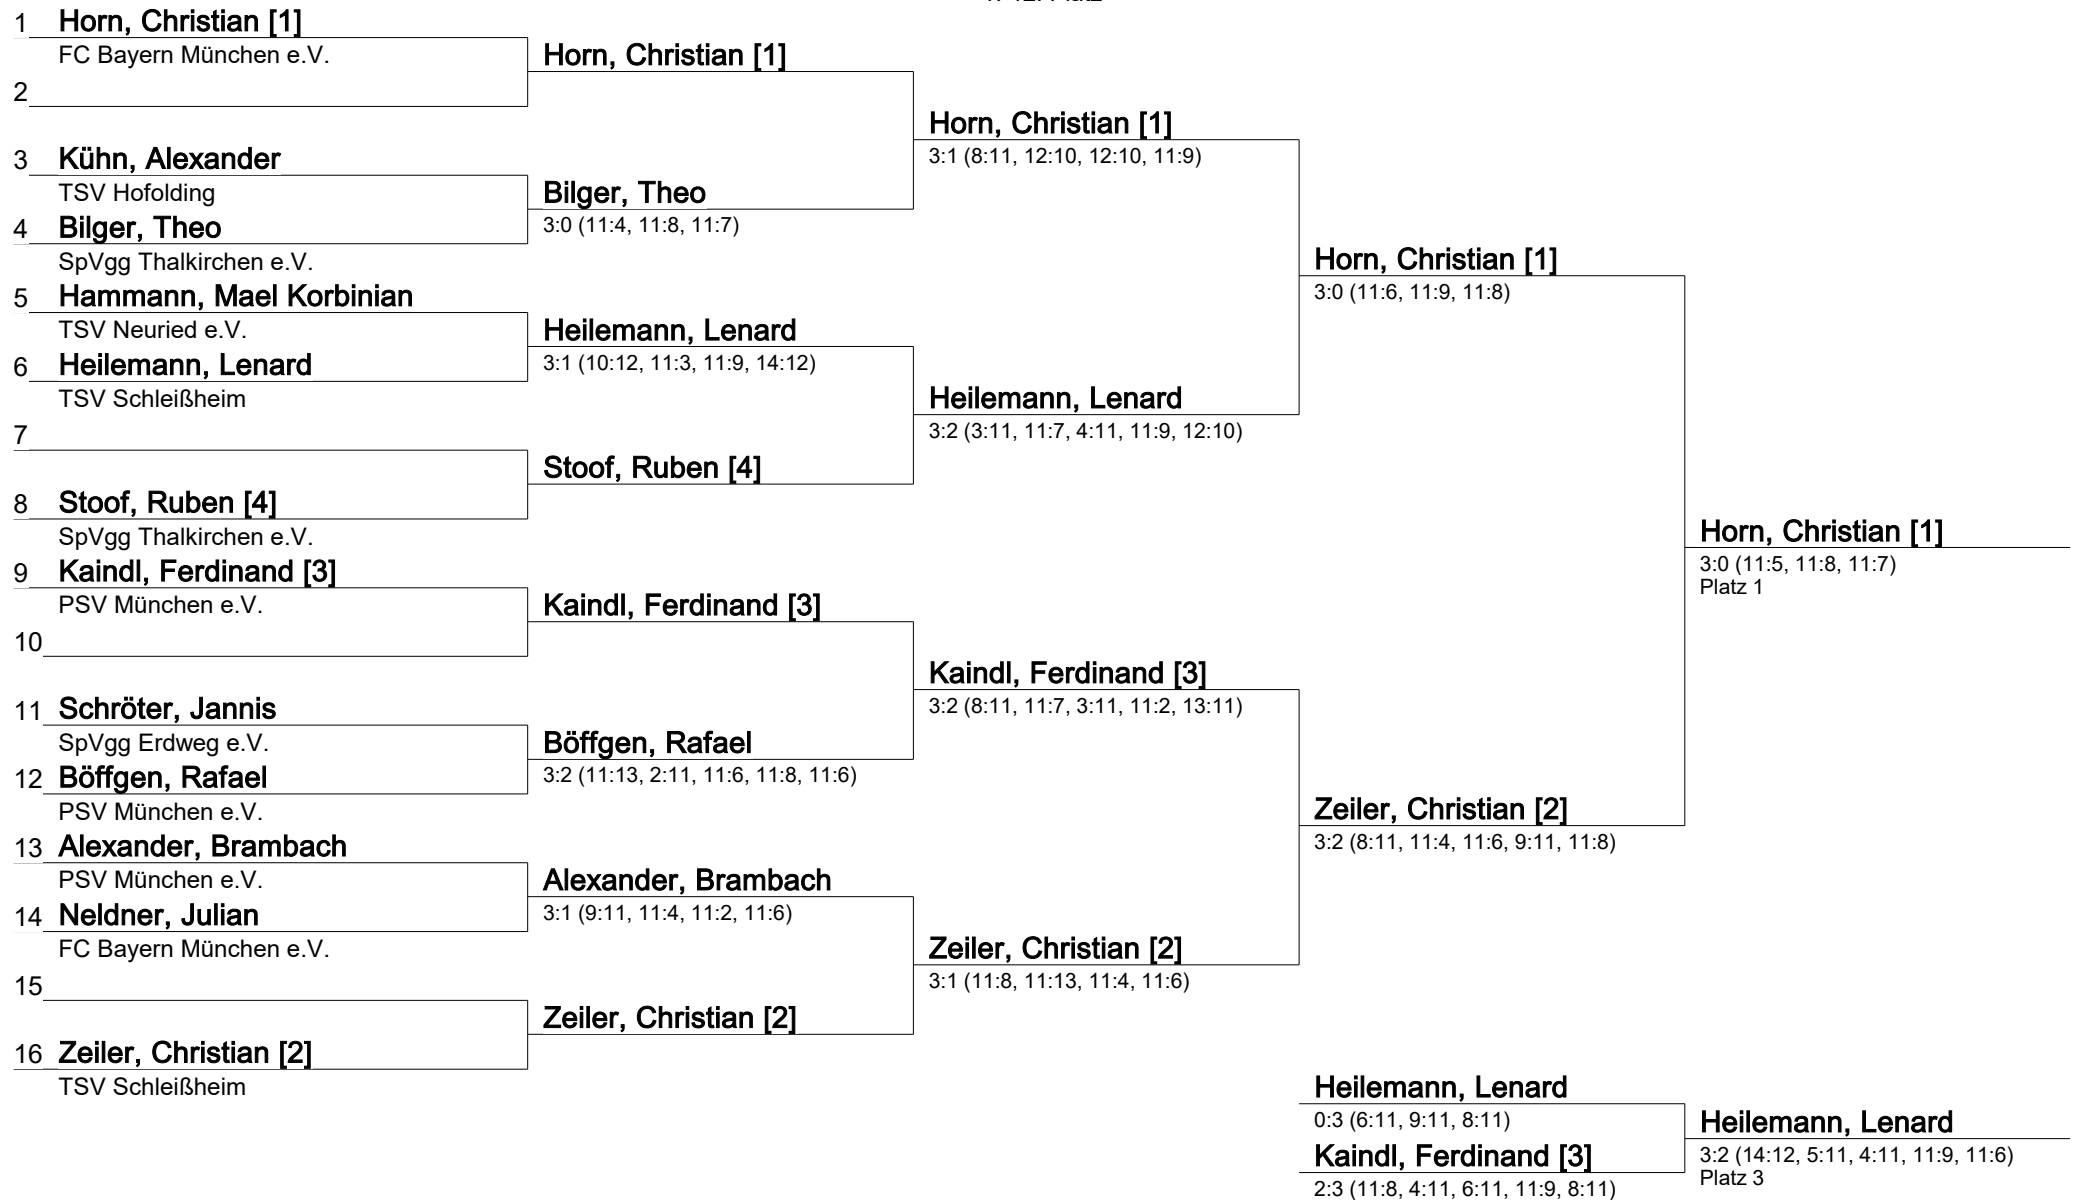 1 Horn, Christian [1]
FC Bayern München e.V.
2
3 Kühn, Alexander
TSV Hofolding
4 Bilger, Theo
SpVgg Thalkirchen e.V.
5 Hammann, Mael Korbinian
TSV Neuried e.V.
6 Heilemann, Lenard
TSV Schleißheim
7
8 Stoof, Ruben [4]
SpVgg Thalkirchen e.V.
9 Kaindl, Ferdinand [3]
PSV München e.V.
10
11 Schröter, Jannis
SpVgg Erdweg e.V.
12 Böffgen, Rafael
PSV München e.V.
13 Alexander, Brambach
PSV München e.V.
14 Neldner, Julian
FC Bayern München e.V.
15
16 Zeiler, Christian [2]
TSV Schleißheim
Horn, Christian [1]
Bilger, Theo
3:0 (11:4, 11:8, 11:7)
Heilemann, Lenard
3:1 (10:12, 11:3, 11:9, 14:12)
Stoof, Ruben [4]
Kaindl, Ferdinand [3]
Böffgen, Rafael
3:2 (11:13, 2:11, 11:6, 11:8, 11:6)
Alexander, Brambach
3:1 (9:11, 11:4, 11:2, 11:6)
Zeiler, Christian [2]
Horn, Christian [1]
3:1 (8:11, 12:10, 12:10, 11:9)
Heilemann, Lenard
3:2 (3:11, 11:7, 4:11, 11:9, 12:10)
Kaindl, Ferdinand [3]
3:2 (8:11, 11:7, 3:11, 11:2, 13:11)
Zeiler, Christian [2]
3:1 (11:8, 11:13, 11:4, 11:6)
Horn, Christian [1]
3:0 (11:6, 11:9, 11:8)
Zeiler, Christian [2]
3:2 (8:11, 11:4, 11:6, 9:11, 11:8)
Horn, Christian [1]
3:0 (11:5, 11:8, 11:7)
Platz 1
Heilemann, Lenard
0:3 (6:11, 9:11, 8:11)
Kaindl, Ferdinand [3]
2:3 (11:8, 4:11, 6:11, 11:9, 8:11)
Heilemann, Lenard
3:2 (14:12, 5:11, 4:11, 11:9, 11:6)
Platz 3